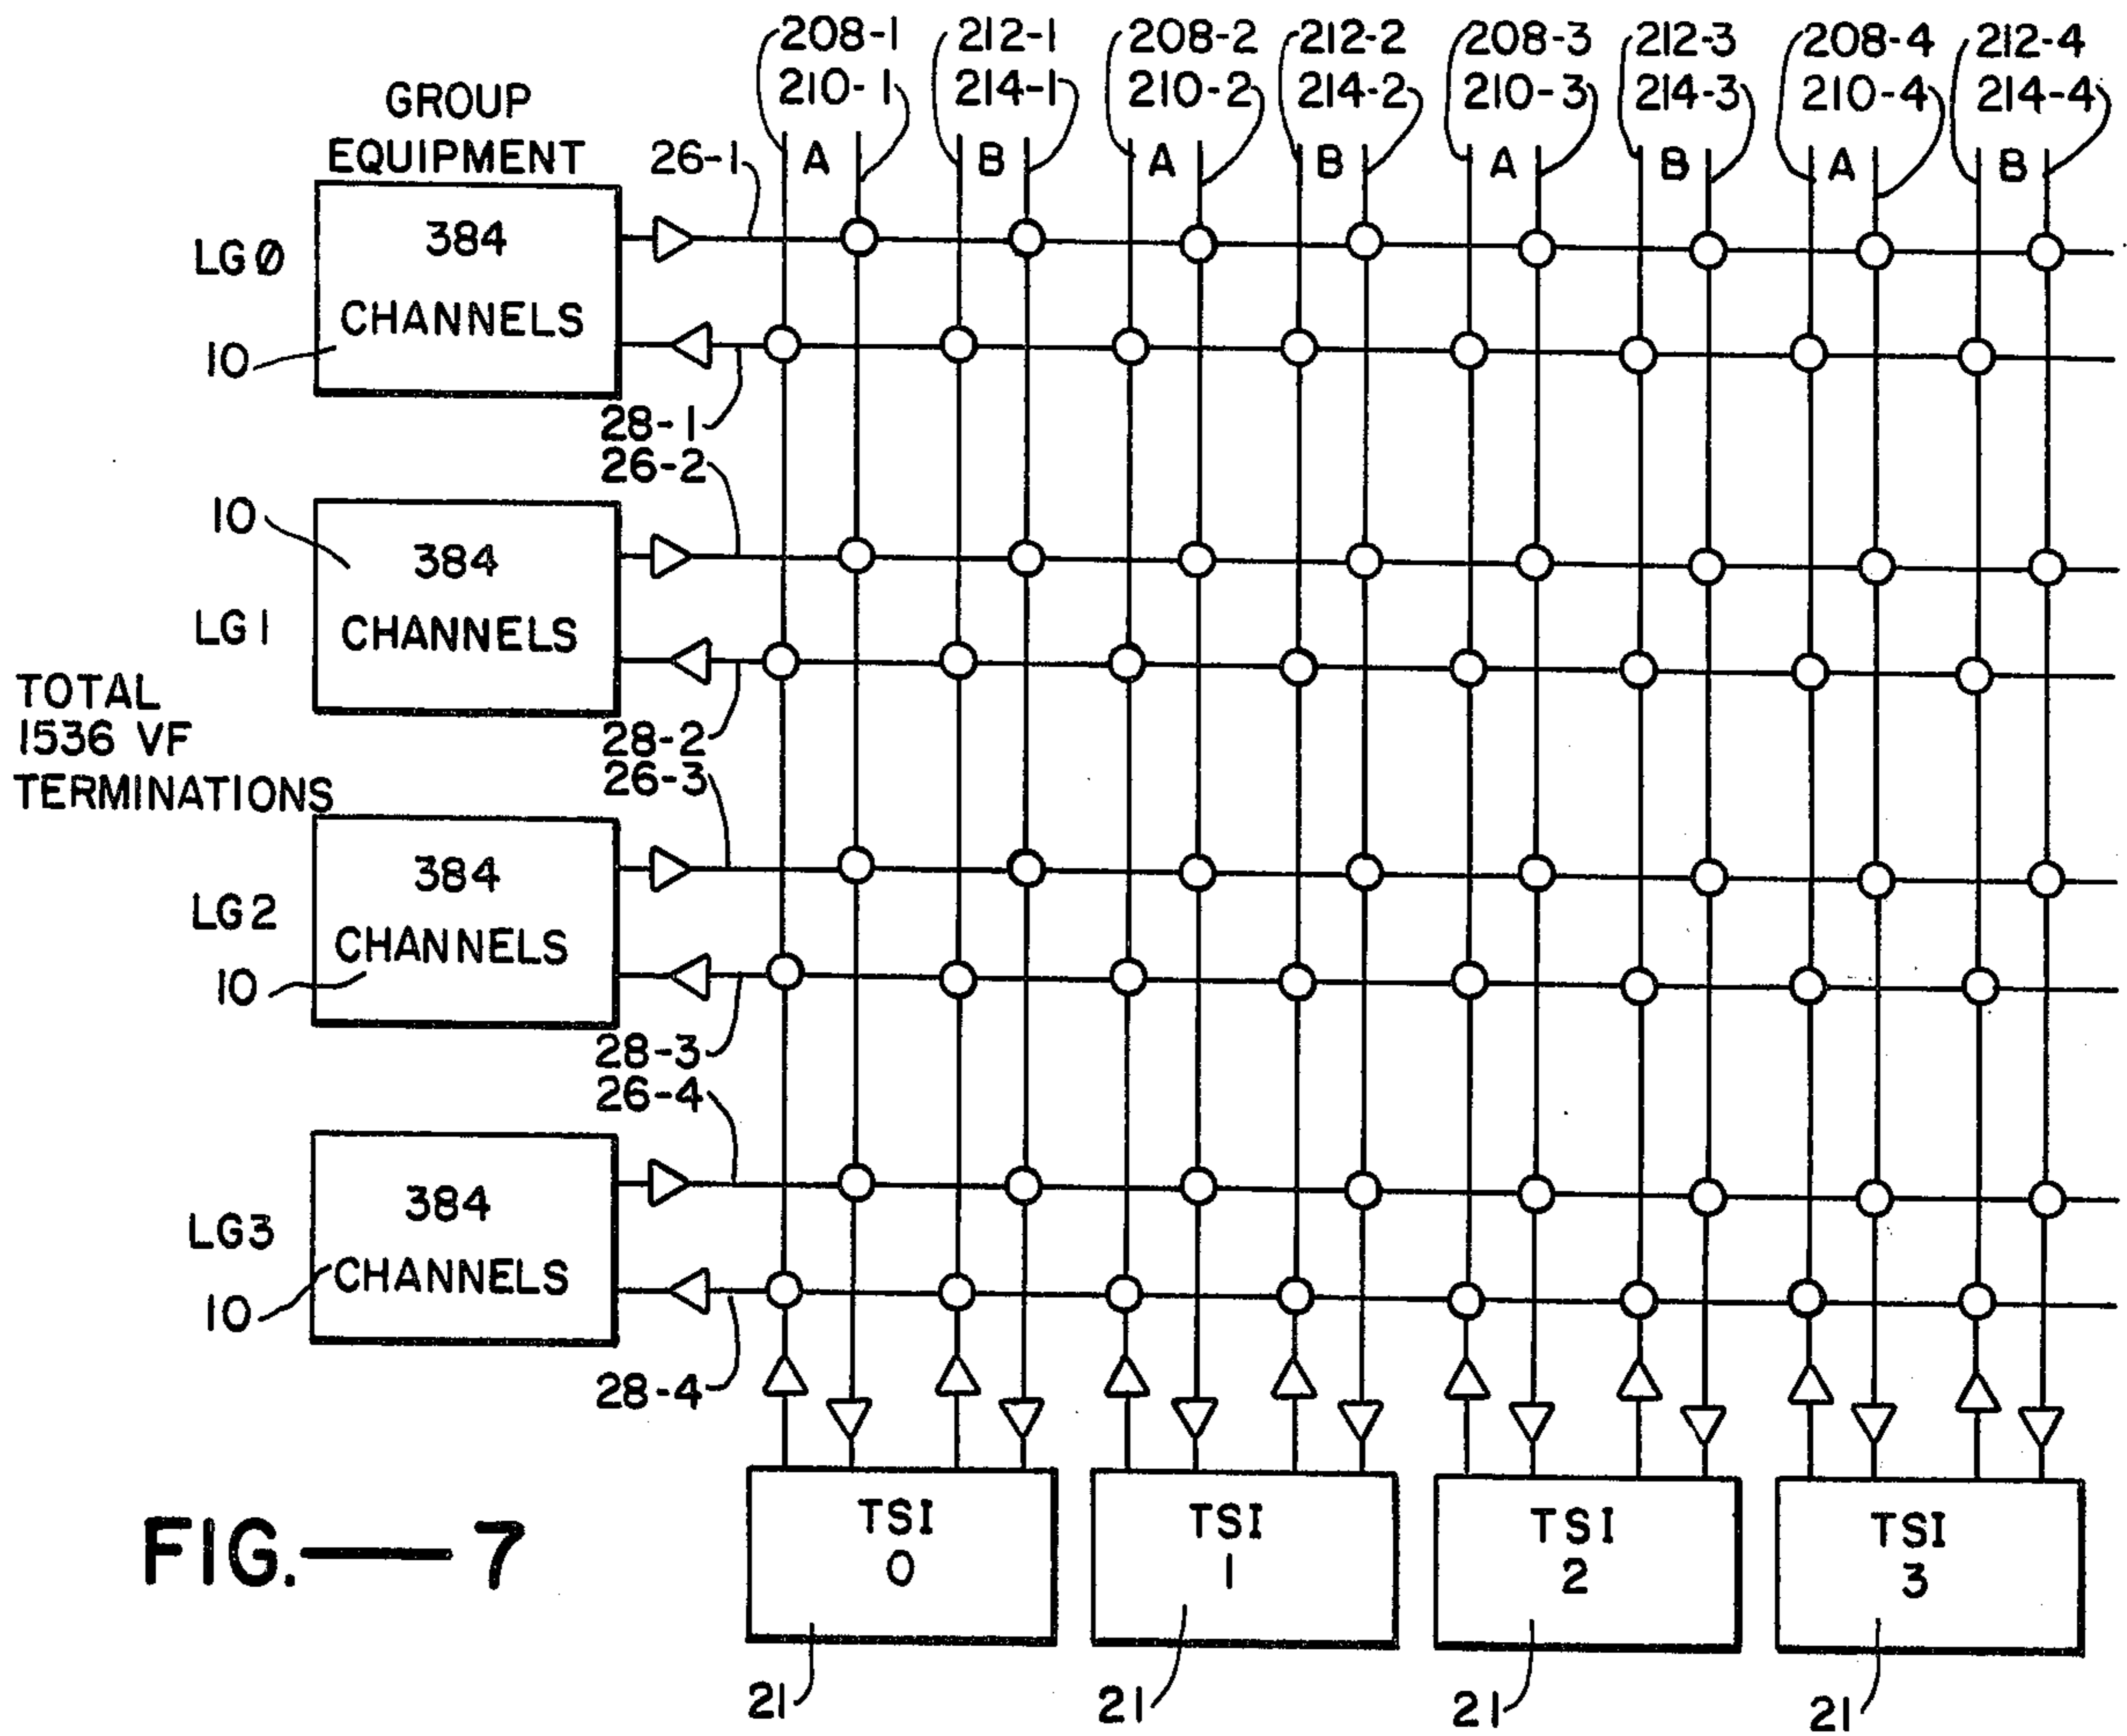 208-1 212-1 208-2 212-2 208-3 212-3 208-4 212-4
210-1 214-1 210-2 214-2 210-3 214-3 210-4 214-4
GROUP
EQUIPMENT
26-1
A B A B A B A B
LGØ
384
CHANNELS
10
28-1
26-2
10
384
CHANNELS
LG1
TOTAL
1536 VF
TERMINATIONS
28-2
26-3
384
CHANNELS
LG2
10
28-3
26-4
384
CHANNELS
LG3
10
28-4
TSI
0
TSI
1
TSI
2
TSI
3
FIG.—7
21 21 21 21